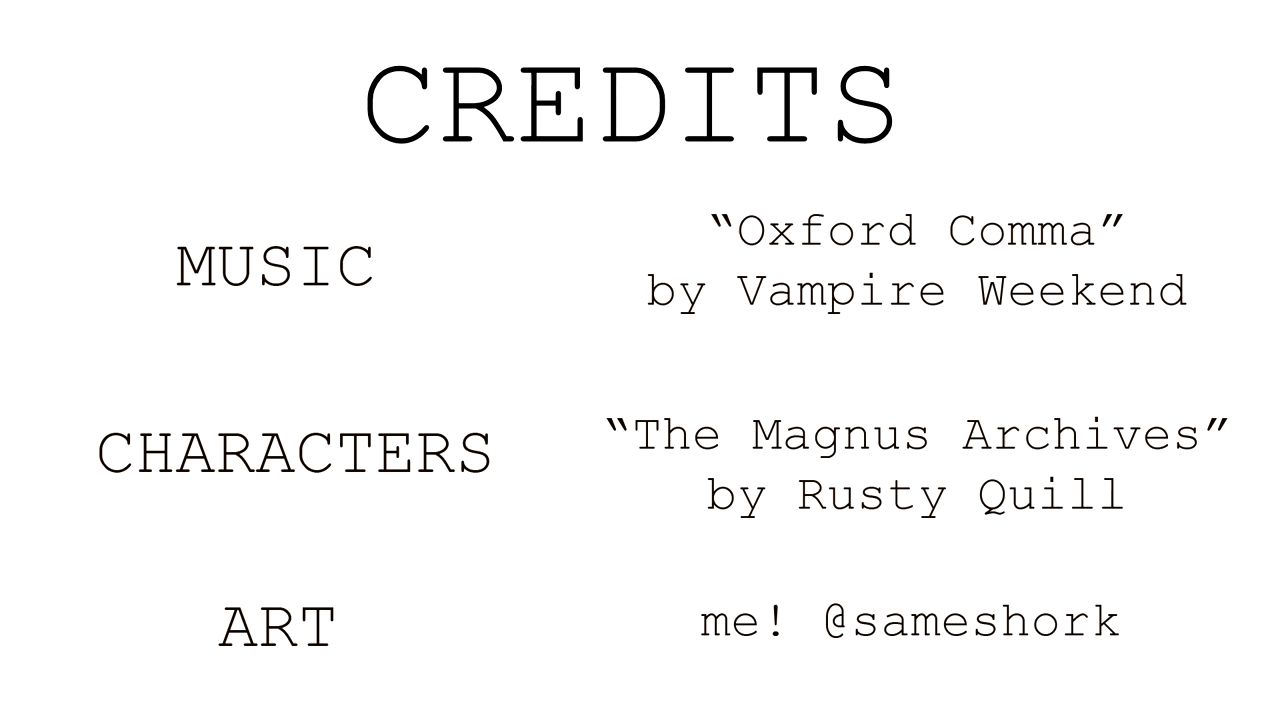 CREDITS
MUSIC
“Oxford Comma”
by Vampire Weekend
CHARACTERS
“The Magnus Archives”
by Rusty Quill
ART
me! @sameshork